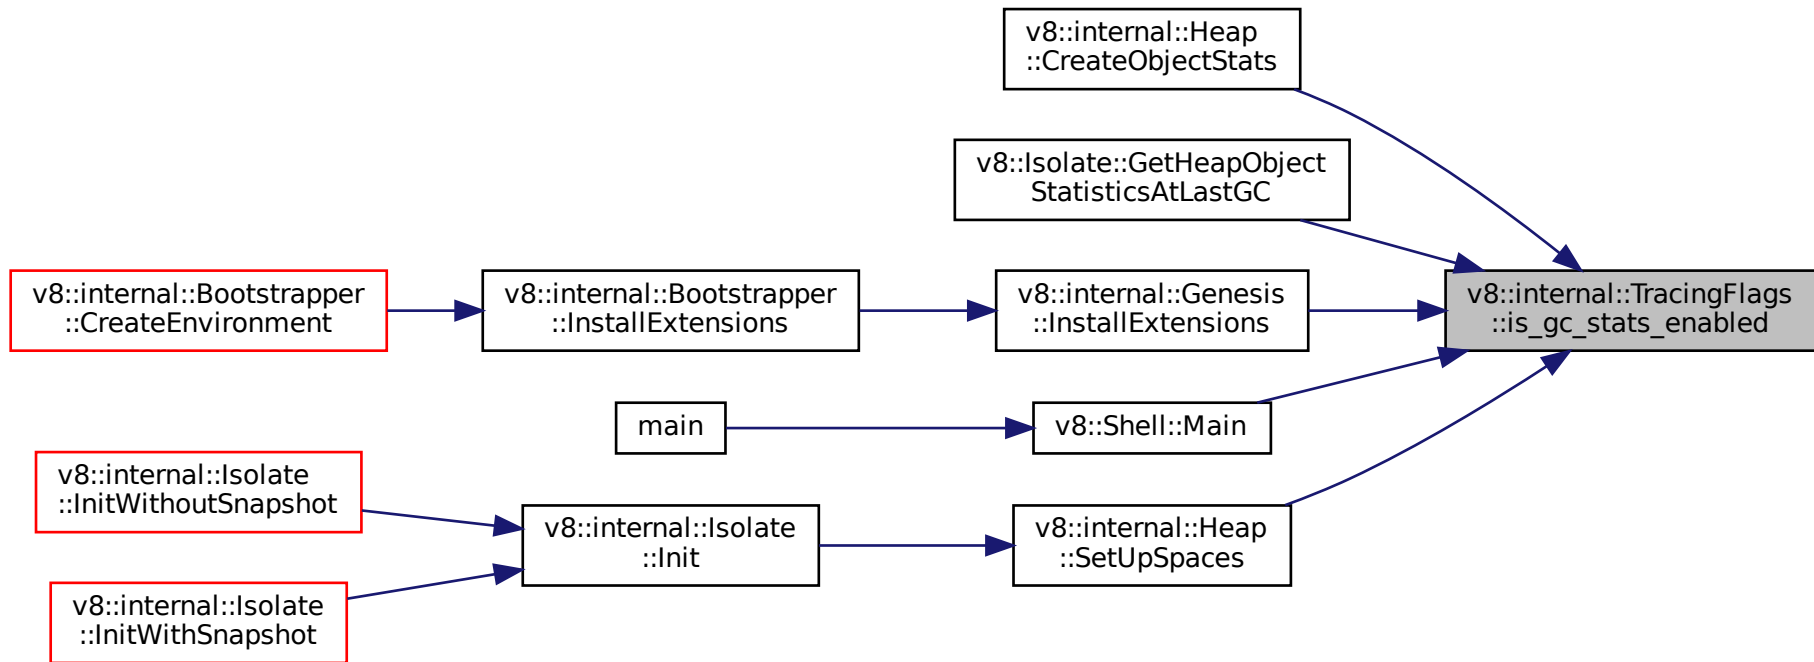 v8::internal::Heap
::CreateObjectStats
v8::Isolate::GetHeapObject
StatisticsAtLastGC
v8::internal::Bootstrapper
::CreateEnvironment
v8::internal::Bootstrapper
::InstallExtensions
v8::internal::Genesis
::InstallExtensions
v8::internal::TracingFlags
::is_gc_stats_enabled
main
v8::Shell::Main
v8::internal::Isolate
::InitWithoutSnapshot
v8::internal::Isolate
::Init
v8::internal::Heap
::SetUpSpaces
v8::internal::Isolate
::InitWithSnapshot